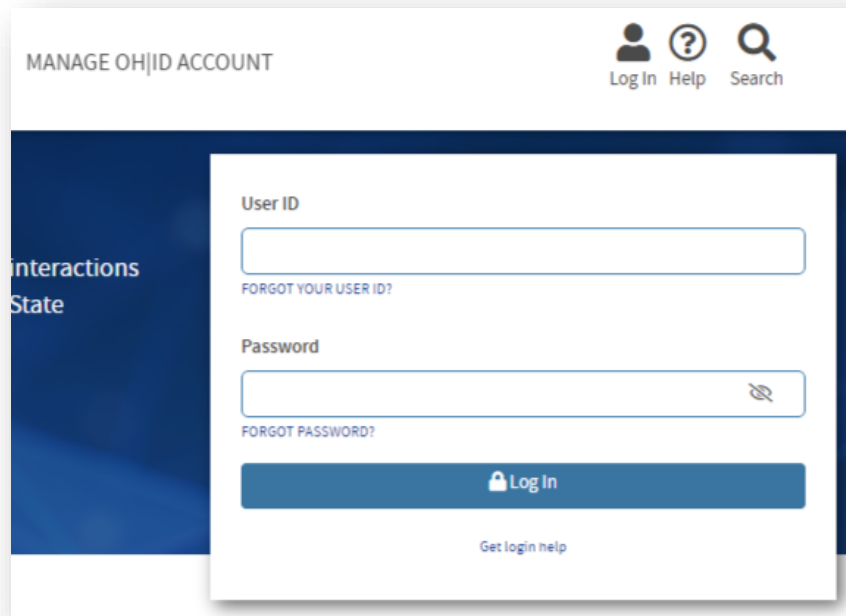 MANAGE OH|ID ACCOUNT
Log In Help Search
interactions
State
User ID
FORGOT YOUR USER ID?
Password
FORGOT PASSWORD?
Log In
Get login help